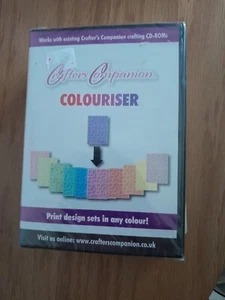 Works with existing Crafter's Companion crafting CD-ROMs
Crafters Companion
COLOURISER
Print design sets in any colour!
Visit us online: www.crafterscompanion.co.uk